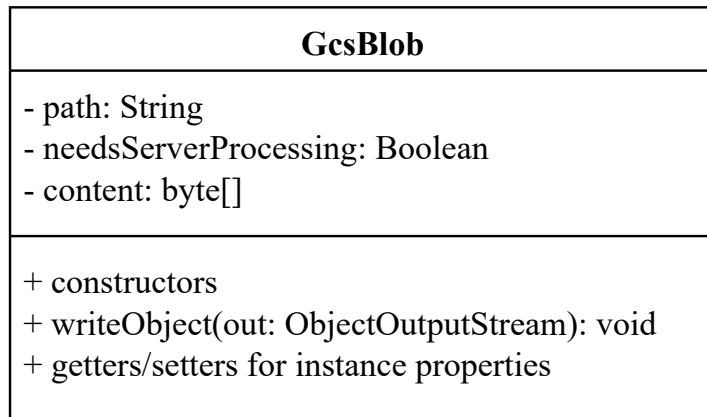 GcsBlob
- path: String
- needsServerProcessing: Boolean
- content: byte[]
+ constructors
+ writeObject(out: ObjectOutputStream): void
+ getters/setters for instance properties